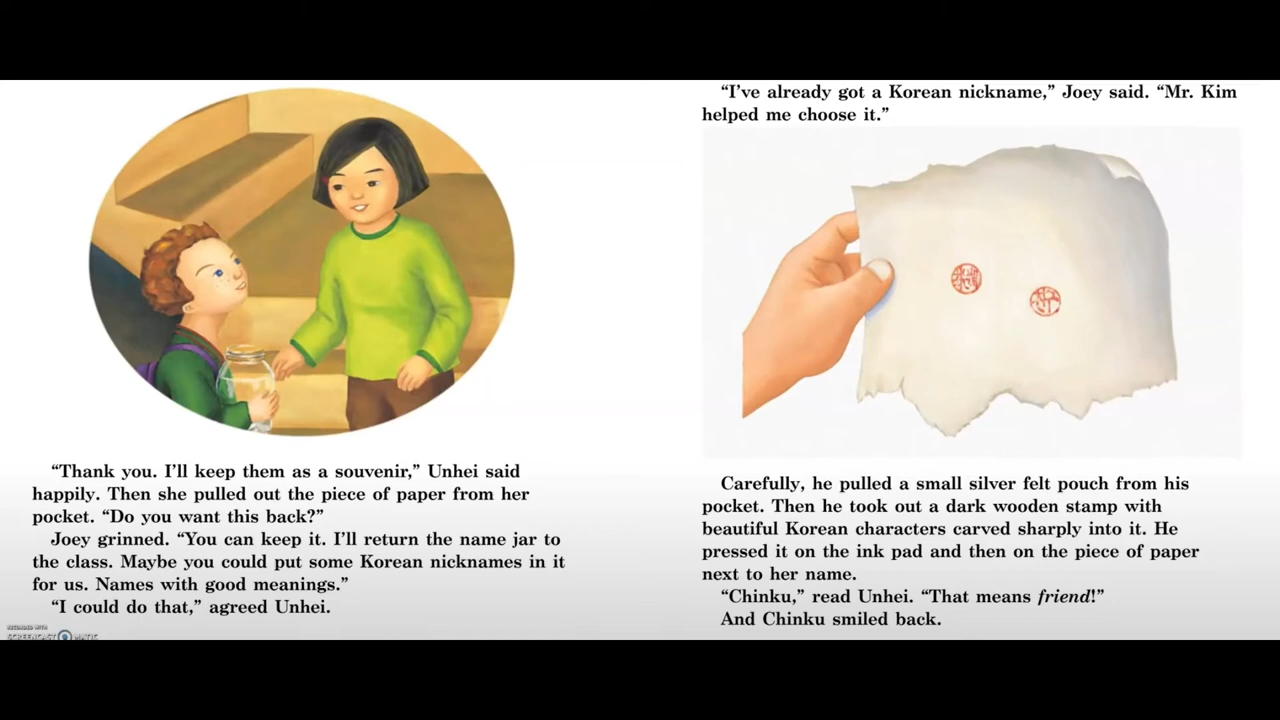 “Thank you. I’ll keep them as a souvenir,” Unhei said
happily. Then she pulled out the piece of paper from her
pocket. “Do you want this back?”
Joey grinned. “You can keep it. I’ll return the name jar to
the class. Maybe you could put some Korean nicknames in it
for us. Names with good meanings.”
“I could do that,” agreed Unhei.
RECORDED WITH
SCREENCAST MATIC
“I’ve already got a Korean nickname,” Joey said. “Mr. Kim
helped me choose it.”
Carefully, he pulled a small silver felt pouch from his
pocket. Then he took out a dark wooden stamp with
beautiful Korean characters carved sharply into it. He
pressed it on the ink pad and then on the piece of paper
next to her name.
“Chinku,” read Unhei. “That means friend!”
And Chinku smiled back.